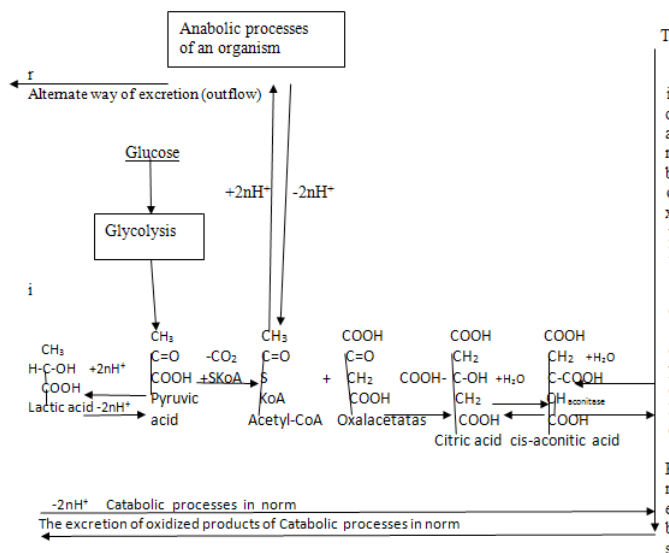 Anabolic processes
of an organism
T
r
Alternate way of excretion (outflow)
Glucose
+2nH⁺ -2nH⁺
Glycolysis
i
CH3 CH3 COOH COOH COOH
CH3 C=O -CO2 C=O C=O CH2 CH2 +H2O
H-C-OH +2nH⁺ COOH +SKoA S + CH2 COOH- C-OH +H2O C-COOH
COOH Pyruvic KoA COOH CH2 aconitase
Lactic acid -2nH⁺ acid Acetyl-CoA Oxalacetatas COOH COOH
Citric acid cis-aconitic acid
-2nH⁺ Catabolic processes in norm
The excretion of oxidized products of Catabolic processes in norm